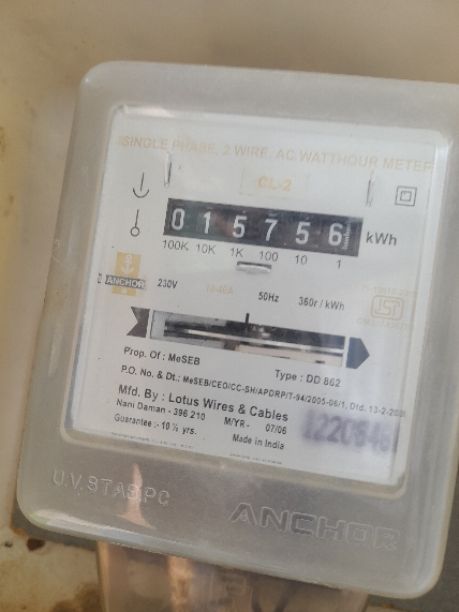 SINGLE PHASE, 2 WIRE, AC WATTHOUR METER
CL-2
015756 kWh
100K 10K 1K 100 10 1
ANCHOR
230V 10-40A 50Hz 360r / kWh
Prop. Of : MeSEB Type : DD 862
P.O. No. & Dt.: MeSEB/CED/CC-SH/APDRP/T-94/2005-06/1, Dtd. 13-2-
Mfd. By : Lotus Wires & Cables
Nani Daman - 396 210 M/YR - 07/06
Guarantee :- 10 ½ yrs. Made in India
U.V. STAB PC
ANCHOR